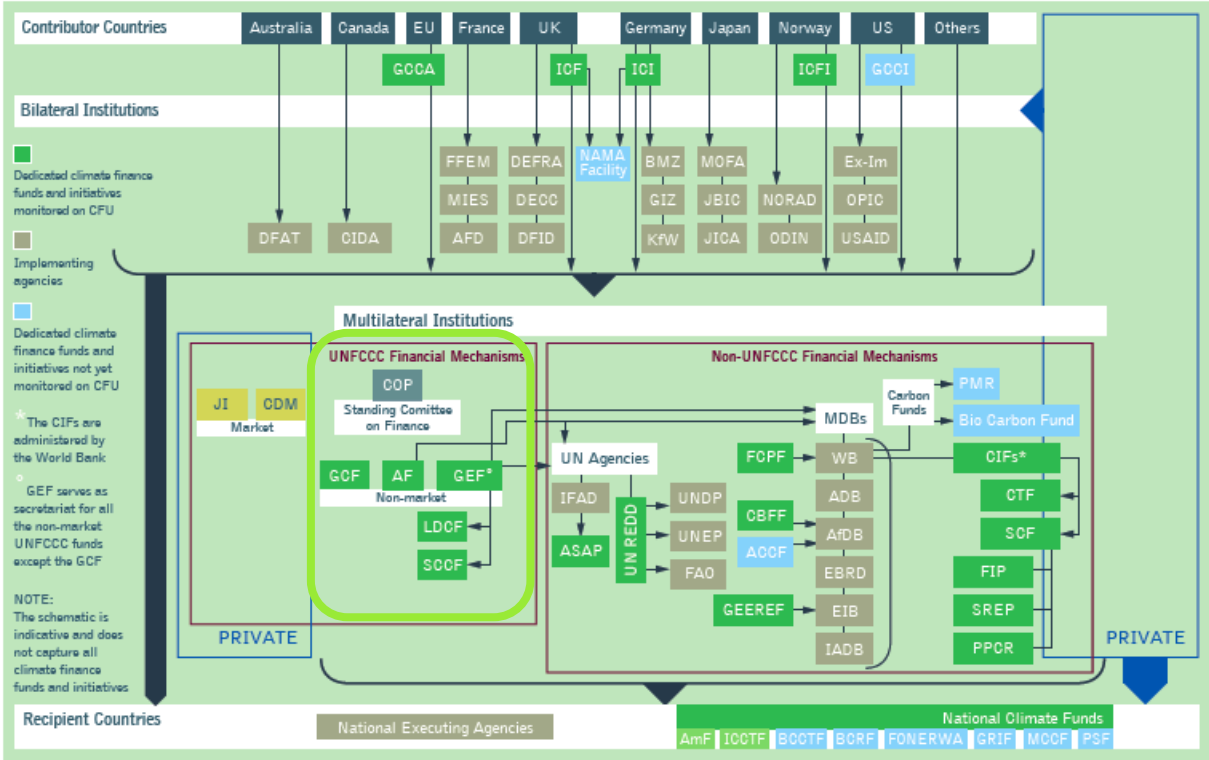 Contributor Countries
Australia
Canada
EU
France
UK
Germany
Japan
Norway
US
Others
GCCA
ICF
ICI
ICFI
GCCI
Bilateral Institutions
Dedicated climate finance
funds and initiatives
monitored on CFU
Implementing
agencies
Dedicated climate
finance funds and
initiatives not yet
monitored on CFU
* The CIFs are
administered by
the World Bank
° GEF serves as
secretariat for all
the non-market
UNFCCC funds
except the GCF
NOTE:
The schematic is
indicative and does
not capture all
climate finance
funds and initiatives
FFEM
DEFRA
NAMA
Facility
BMZ
MOFA
Ex-Im
MIES
DECC
GIZ
JBIC
NORAD
OPIC
DFAT
CIDA
AFD
DFID
KfW
JICA
ODIN
USAID
Multilateral Institutions
UNFCCC Financial Mechanisms
Non-UNFCCC Financial Mechanisms
COP
Standing Comittee
on Finance
JI
CDM
Market
GCF
AF
GEF°
Non-market
LDCF
SCCF
UN Agencies
IFAD
ASAP
UN REDD
UNDP
UNEP
FAO
MDBs
Carbon
Funds
PMR
Bio Carbon Fund
FCPF
WB
CIFs*
ADB
CTF
CBFF
ACCF
AfDB
SCF
EBRD
FIP
GEEREF
EIB
SREP
IADB
PPCR
PRIVATE
PRIVATE
Recipient Countries
National Executing Agencies
National Climate Funds
AmF
ICCTF
BCCTF
BCRF
FONERWA
GRIF
MCCF
PSF